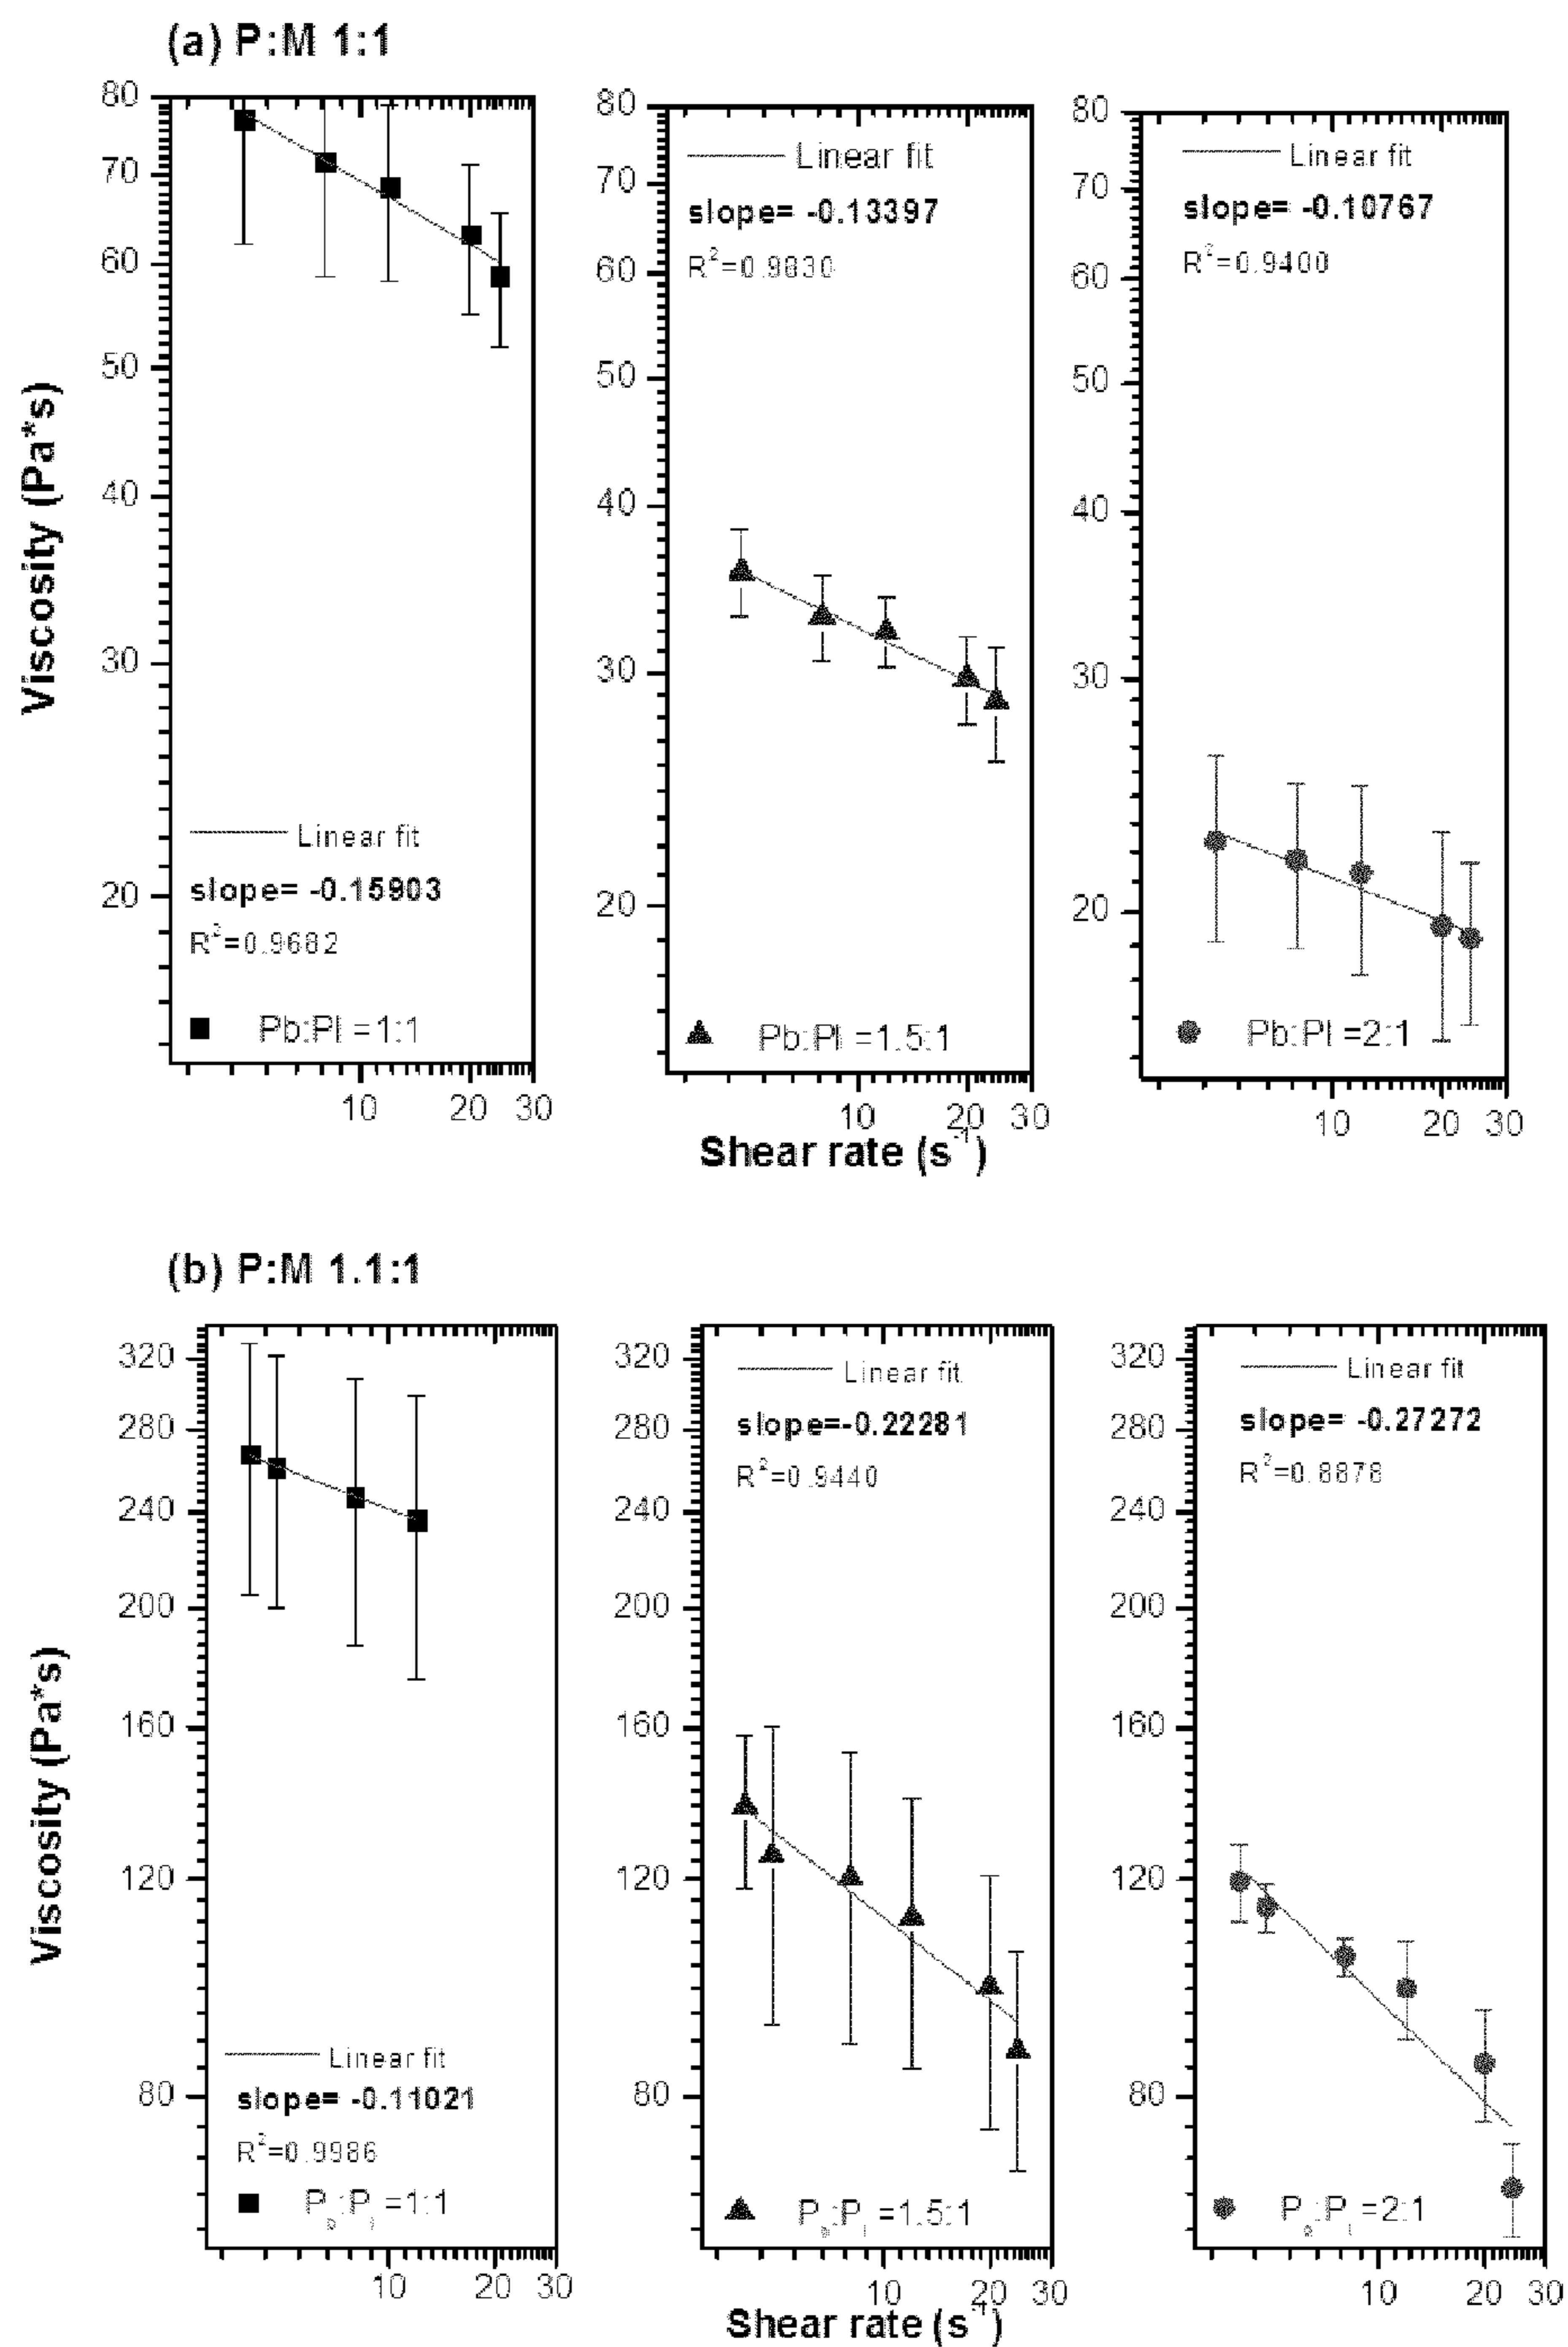 (a) P:M 1:1
80
70
60
50
40
30
20
Linear fit
slope= -0.15903
R²=0.9682
Pb:Pl =1:1
10 20 30
80
70
60
50
40
30
20
Linear fit
slope= -0.13397
R²=0.9830
Pb:Pl =1.5:1
10 20 30
80
70
60
50
40
30
20
Linear fit
slope= -0.10767
R²=0.9400
Pb:Pl =2:1
10 20 30
Viscosity (Pa*s)
Shear rate (s⁻¹)
(b) P:M 1.1:1
320
280
240
200
160
120
80
Linear fit
slope= -0.11021
R²=0.9986
Pb:Pl =1:1
10 20 30
320
280
240
200
160
120
80
Linear fit
slope=-0.22281
R²=0.9440
Pb:Pl =1.5:1
10 20 30
320
280
240
200
160
120
80
Linear fit
slope= -0.27272
R²=0.8878
Pb:Pl =2:1
10 20 30
Viscosity (Pa*s)
Shear rate (s⁻¹)